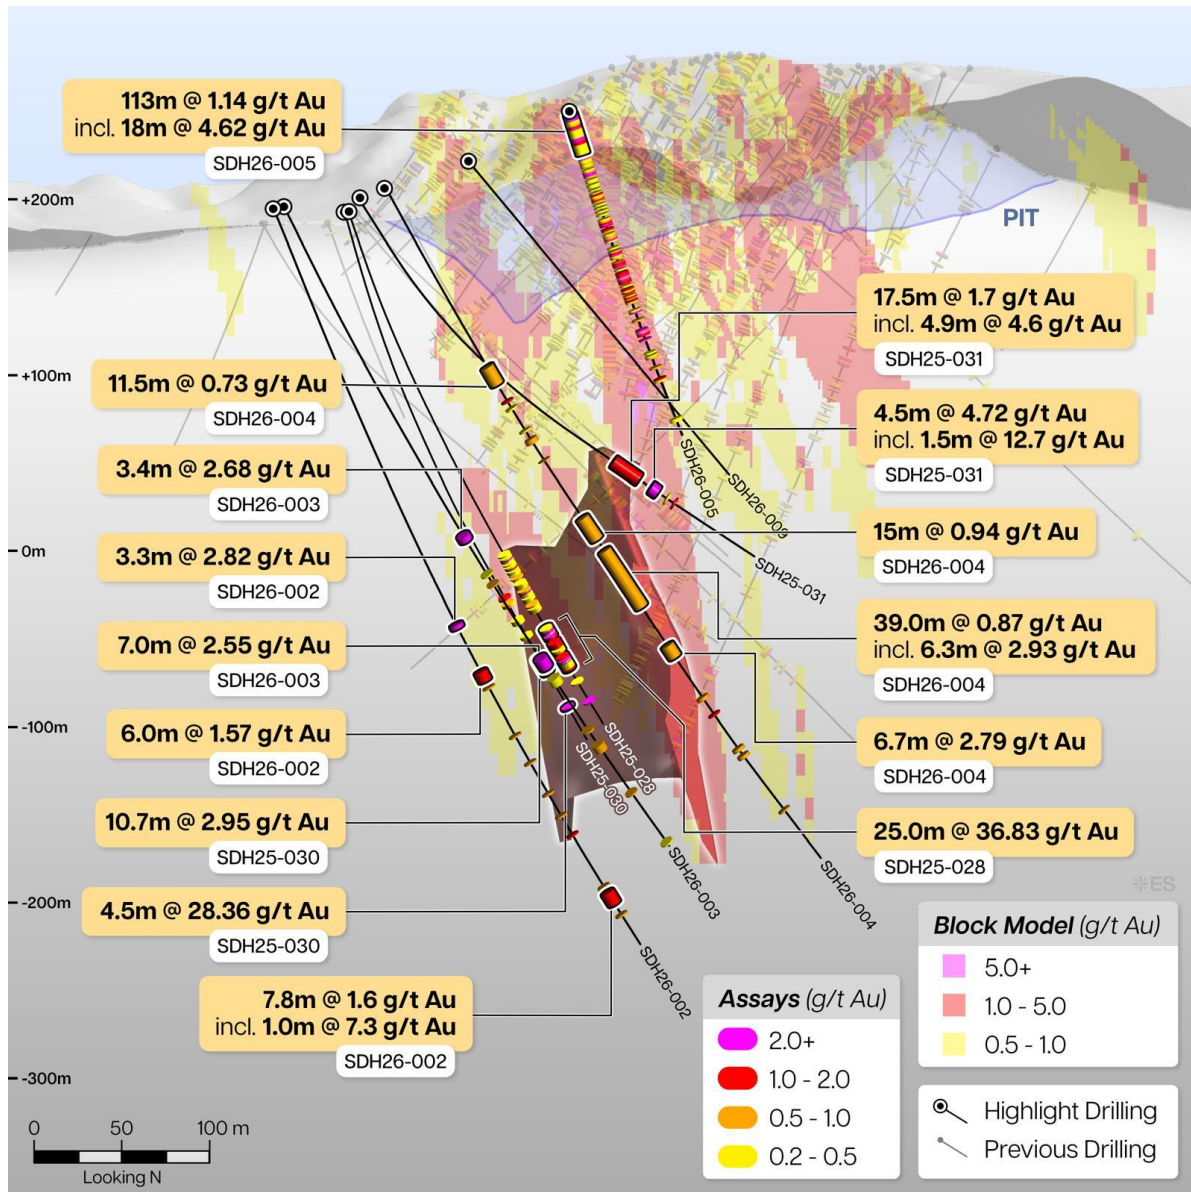 113m @ 1.14 g/t Au
incl. 18m @ 4.62 g/t Au
SDH26-005
+200m
PIT
17.5m @ 1.7 g/t Au
incl. 4.9m @ 4.6 g/t Au
SDH25-031
+100m
11.5m @ 0.73 g/t Au
SDH26-004
4.5m @ 4.72 g/t Au
incl. 1.5m @ 12.7 g/t Au
SDH25-031
3.4m @ 2.68 g/t Au
SDH26-003
SDH26-005
SDH26-009
SDH25-031
15m @ 0.94 g/t Au
SDH26-004
0m
3.3m @ 2.82 g/t Au
SDH26-002
39.0m @ 0.87 g/t Au
incl. 6.3m @ 2.93 g/t Au
SDH26-004
7.0m @ 2.55 g/t Au
SDH26-003
-100m
6.0m @ 1.57 g/t Au
SDH26-002
6.7m @ 2.79 g/t Au
SDH26-004
SDH25-028
SDH25-030
10.7m @ 2.95 g/t Au
SDH25-030
25.0m @ 36.83 g/t Au
SDH25-028
SDH26-003
SDH26-004
ES
-200m
4.5m @ 28.36 g/t Au
SDH25-030
SDH26-002
7.8m @ 1.6 g/t Au
incl. 1.0m @ 7.3 g/t Au
SDH26-002
-300m
Block Model (g/t Au)
5.0+
1.0 - 5.0
0.5 - 1.0
Assays (g/t Au)
2.0+
1.0 - 2.0
0.5 - 1.0
0.2 - 0.5
Highlight Drilling
Previous Drilling
0 50 100 m
Looking N